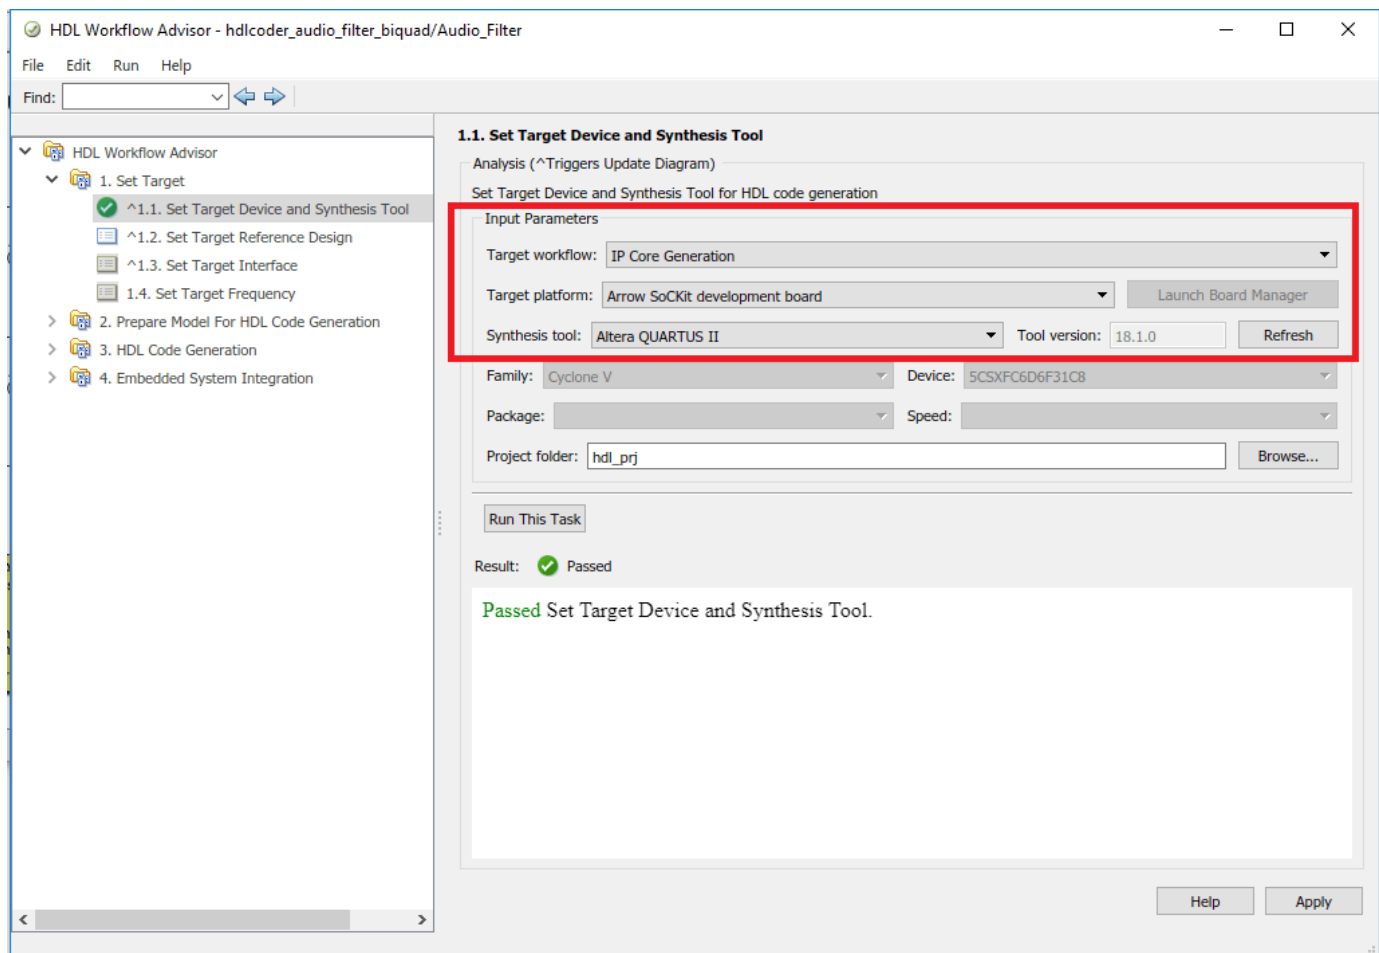 HDL Workflow Advisor - hdlcoder_audio_filter_biquad/Audio_Filter
File Edit Run Help
Find:
HDL Workflow Advisor
1. Set Target
^1.1. Set Target Device and Synthesis Tool
^1.2. Set Target Reference Design
^1.3. Set Target Interface
1.4. Set Target Frequency
2. Prepare Model For HDL Code Generation
3. HDL Code Generation
4. Embedded System Integration
1.1. Set Target Device and Synthesis Tool
Analysis (^Triggers Update Diagram)
Set Target Device and Synthesis Tool for HDL code generation
Input Parameters
Target workflow: IP Core Generation
Target platform: Arrow SoCKit development board Launch Board Manager
Synthesis tool: Altera QUARTUS II Tool version: 18.1.0 Refresh
Family: Cyclone V Device: 5CSXFC6D6F31C8
Package: Speed:
Project folder: hdl_prj Browse...
Run This Task
Result: Passed
Passed Set Target Device and Synthesis Tool.
Help Apply